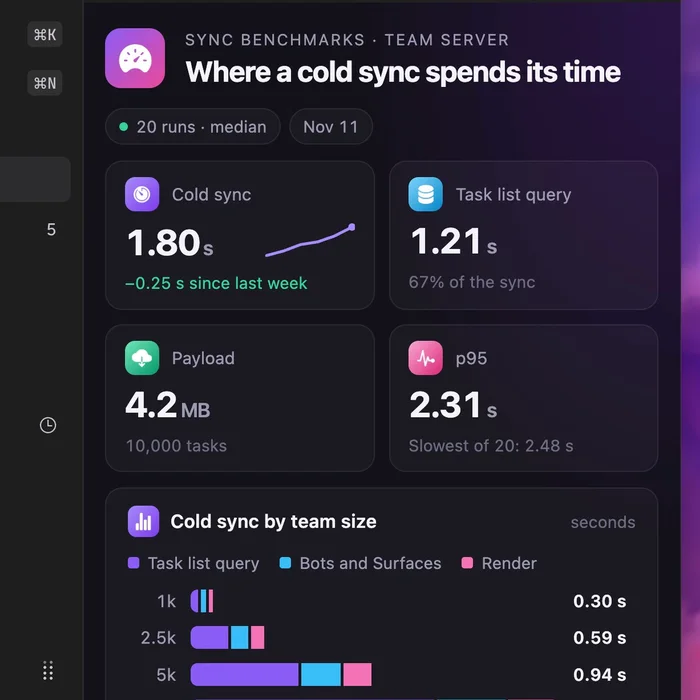 ⌘K
⌘N
5
SYNC BENCHMARKS · TEAM SERVER
Where a cold sync spends its time
20 runs · median
Nov 11
Cold sync
1.80 s
−0.25 s since last week
Task list query
1.21 s
67% of the sync
Payload
4.2 MB
10,000 tasks
p95
2.31 s
Slowest of 20: 2.48 s
Cold sync by team size
seconds
Task list query
Bots and Surfaces
Render
1k 0.30 s
2.5k 0.59 s
5k 0.94 s